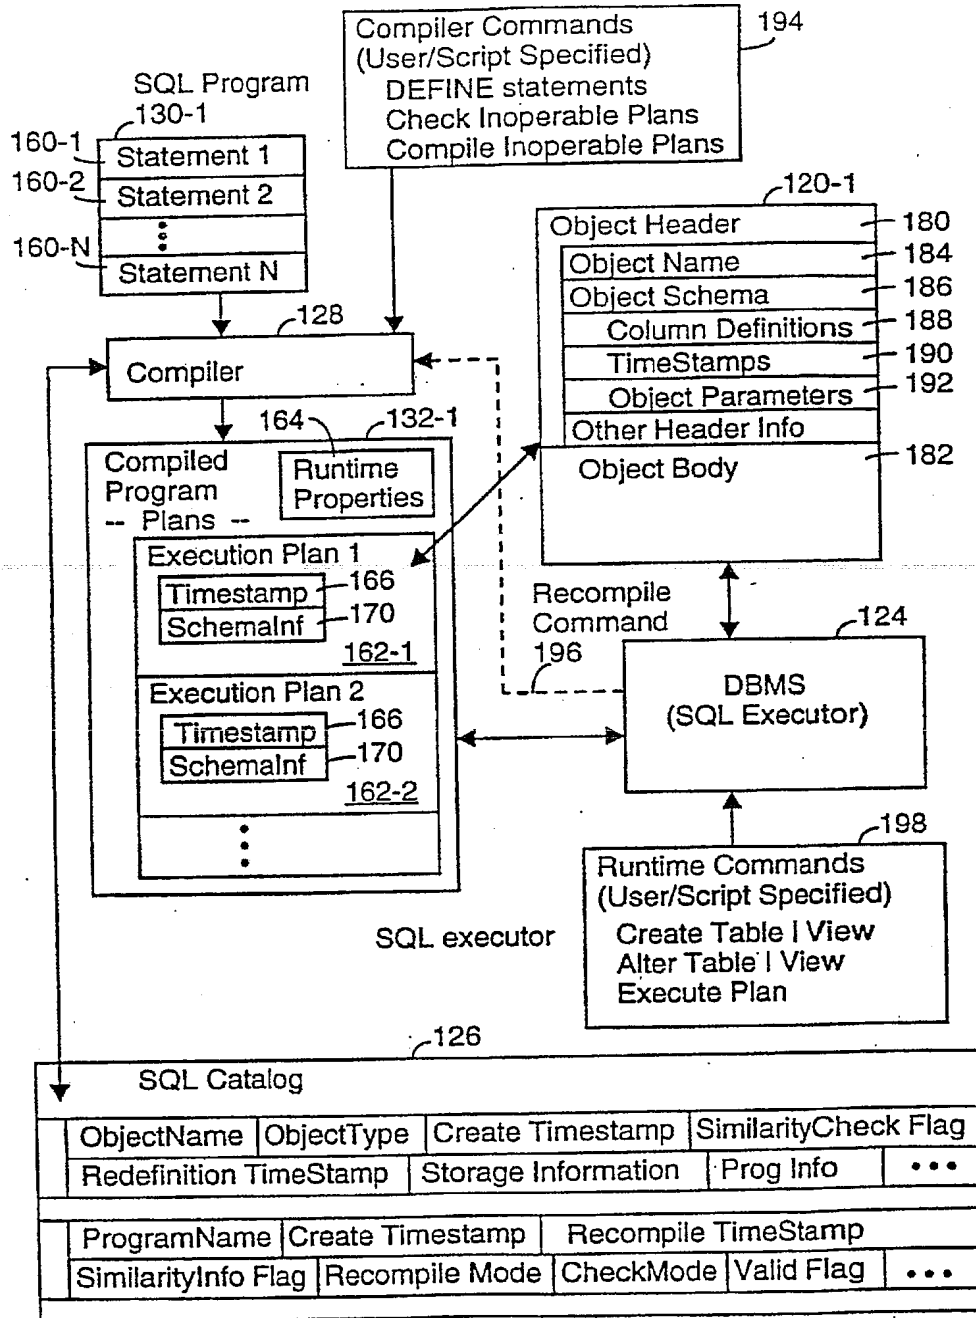 Compiler Commands
(User/Script Specified)
DEFINE statements
Check Inoperable Plans
Compile Inoperable Plans
194
SQL Program
130-1
160-1
Statement 1
160-2
Statement 2
160-N
Statement N
128
Compiler
120-1
Object Header
180
Object Name
184
Object Schema
186
Column Definitions
188
TimeStamps
190
Object Parameters
192
Other Header Info
Object Body
182
164
132-1
Compiled
Program
-- Plans --
Runtime
Properties
Execution Plan 1
Timestamp
166
SchemaInf
170
162-1
Execution Plan 2
Timestamp
166
SchemaInf
170
162-2
Recompile
Command
196
124
DBMS
(SQL Executor)
198
Runtime Commands
(User/Script Specified)
Create Table | View
Alter Table | View
Execute Plan
SQL executor
126
SQL Catalog
ObjectName ObjectType Create Timestamp SimilarityCheck Flag
Redefinition TimeStamp Storage Information Prog Info •••
ProgramName Create Timestamp Recompile TimeStamp
SimilarityInfo Flag Recompile Mode CheckMode Valid Flag •••